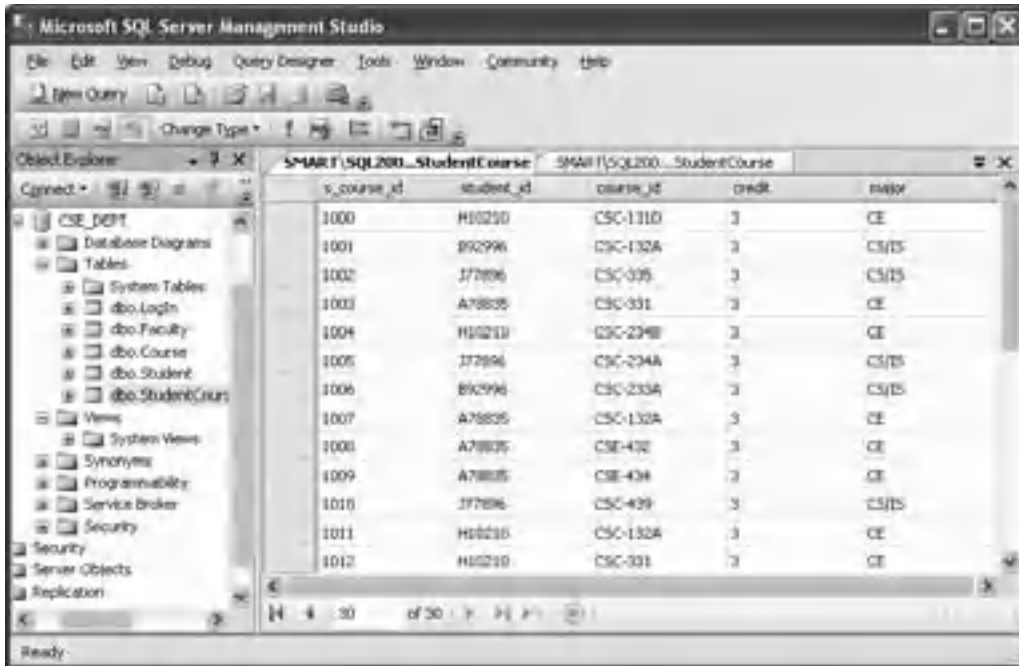 Microsoft SQL Server Management Studio
File Edit View Debug Query Designer Tools Window Community Help
New Query
Change Type
Object Explorer
Connect
CSE_DEPT
Database Diagrams
Tables
System Tables
dbo.LogIn
dbo.Faculty
dbo.Course
dbo.Student
dbo.StudentCours
Views
System Views
Synonyms
Programmability
Service Broker
Security
Security
Server Objects
Replication
SMART\SQL200...StudentCourse SMART\SQL200...StudentCourse
s_course_id student_id course_id credit major
1000 H10210 CSC-131D 3 CE
1001 B92996 CSC-132A 3 CS/IS
1002 J77896 CSC-335 3 CS/IS
1003 A78835 CSC-331 3 CE
1004 H10210 CSC-234B 3 CE
1005 J77896 CSC-234A 3 CS/IS
1006 B92996 CSC-233A 3 CS/IS
1007 A78835 CSC-132A 3 CE
1008 A78835 CSE-432 3 CE
1009 A78835 CSE-434 3 CE
1010 J77896 CSC-439 3 CS/IS
1011 H10210 CSC-132A 3 CE
1012 H10210 CSC-331 3 CE
30 of 30
Ready